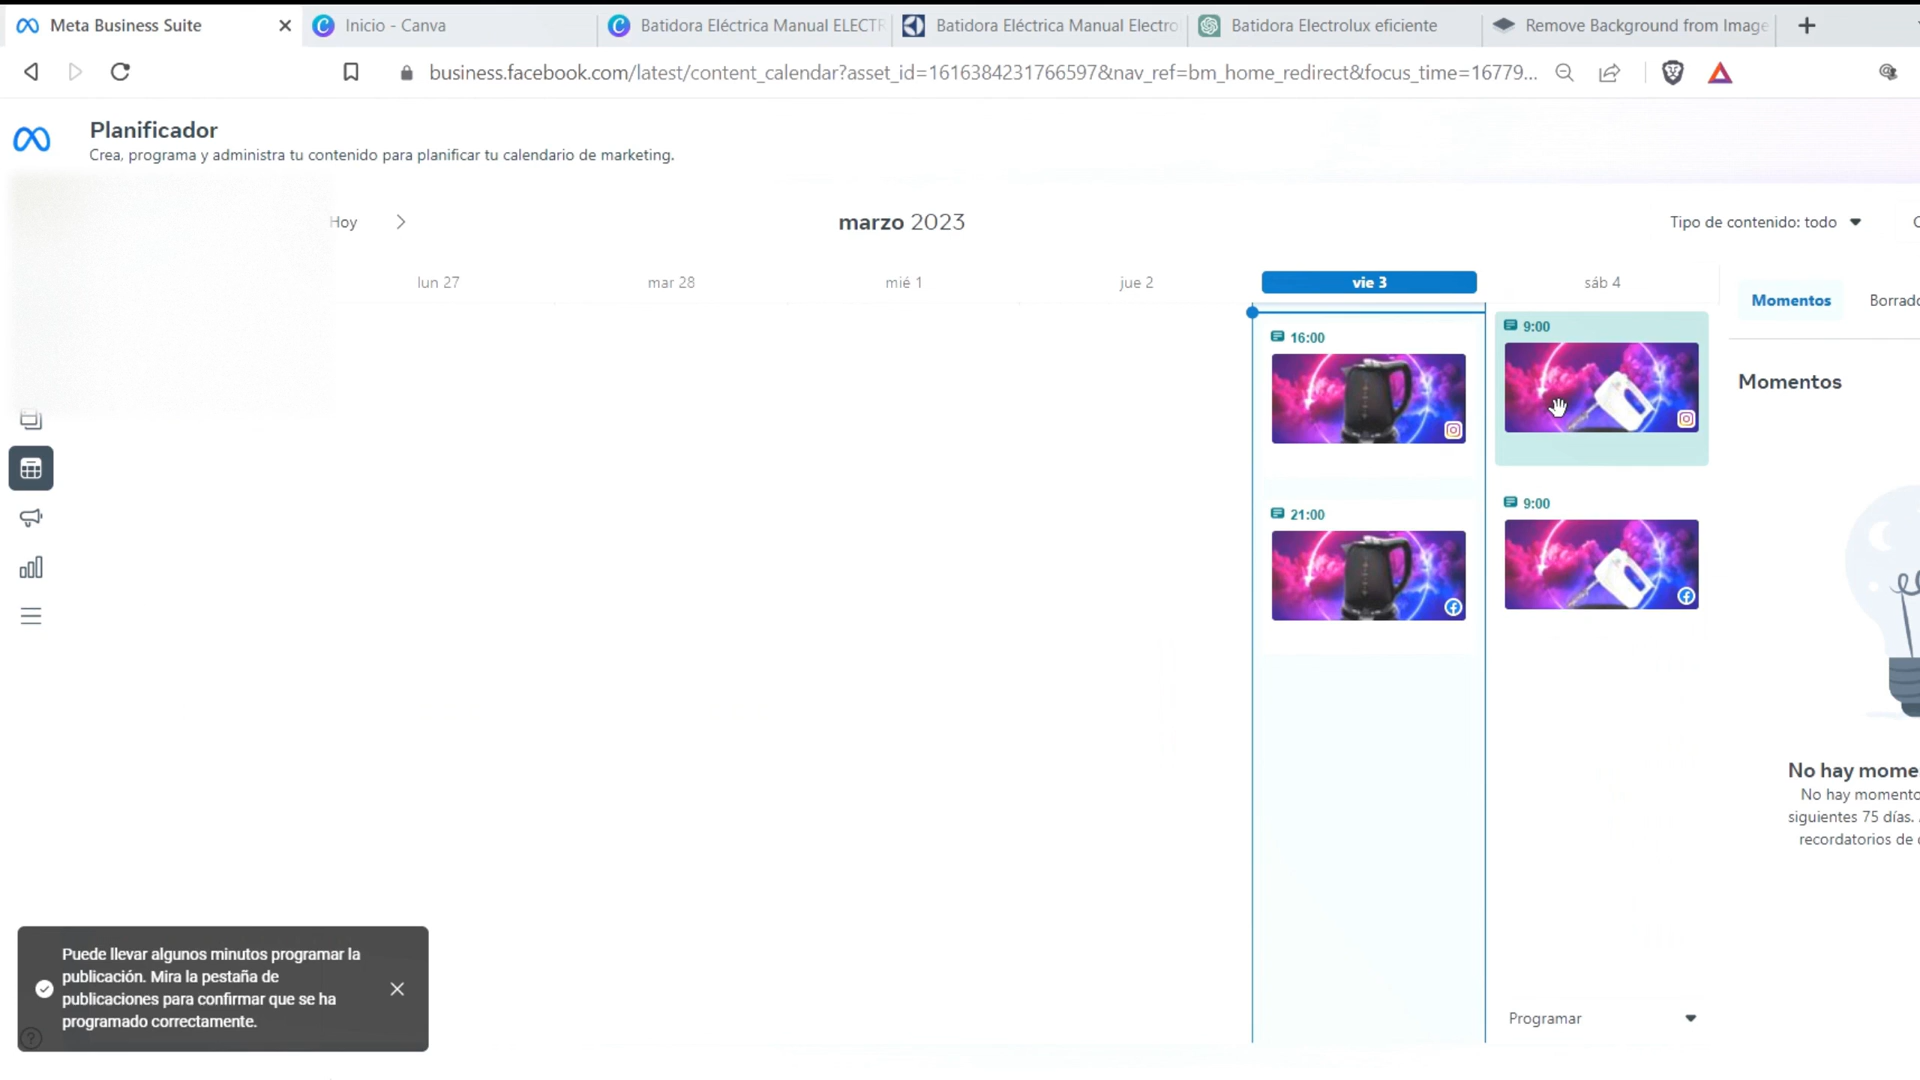 Meta Business Suite
Inicio - Canva
Batidora Eléctrica Manual ELECTR
Batidora Eléctrica Manual Electro
Batidora Electrolux eficiente
Remove Background from Image
business.facebook.com/latest/content_calendar?asset_id=1616384231766597&nav_ref=bm_home_redirect&focus_time=16779...
Planificador
Crea, programa y administra tu contenido para planificar tu calendario de marketing.
Hoy
marzo 2023
Tipo de contenido: todo
lun 27
mar 28
mié 1
jue 2
vie 3
sáb 4
Momentos
Borrado
16:00
9:00
Momentos
21:00
9:00
No hay mome
No hay momento
siguientes 75 días.
recordatorios de
Puede llevar algunos minutos programar la
publicación. Mira la pestaña de
publicaciones para confirmar que se ha
programado correctamente.
Programar